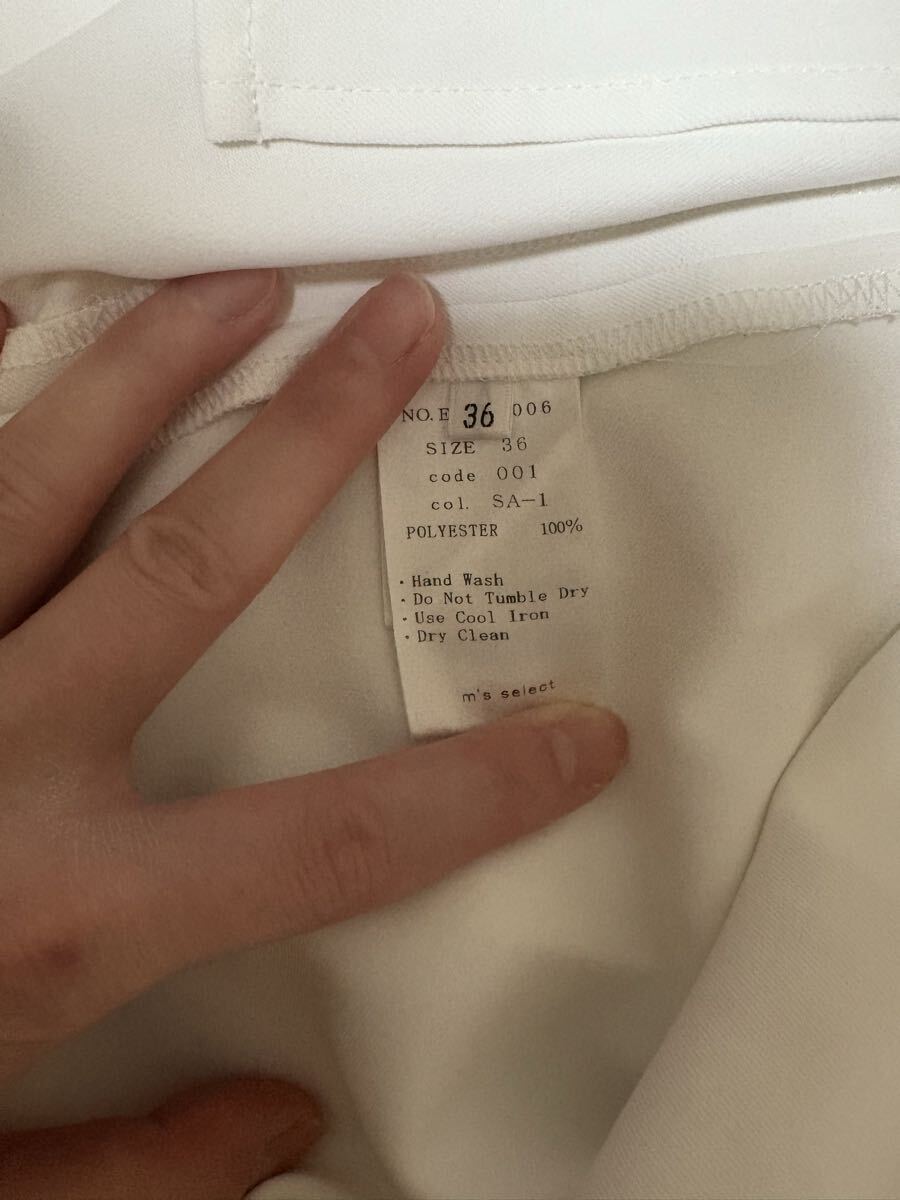 NO. E 36 006
SIZE 36
code 001
col. SA-1
POLYESTER 100%
· Hand Wash
· Do Not Tumble Dry
· Use Cool Iron
· Dry Clean
m's select